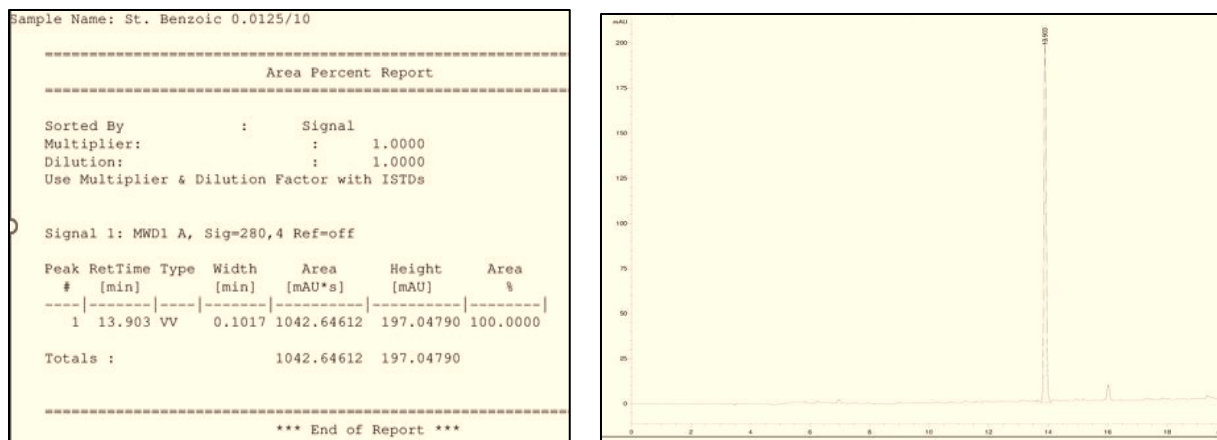 Sample Name: St. Benzoic 0.0125/10
=====================================================
Area Percent Report
=====================================================
Sorted By : Signal
Multiplier: : 1.0000
Dilution: : 1.0000
Use Multiplier & Dilution Factor with ISTDs
Signal 1: MWD1 A, Sig=280,4 Ref=off
Peak RetTime Type Width Area Height Area
# [min] [min] [mAU*s] [mAU] %
----|-------|----|-------|----------|----------|--------|
1 13.903 VV 0.1017 1042.64612 197.04790 100.0000
Totals : 1042.64612 197.04790
=====================================================
*** End of Report ***
mAU
200
175
150
125
100
75
50
25
0
13.903
0 2 4 6 8 10 12 14 16 18